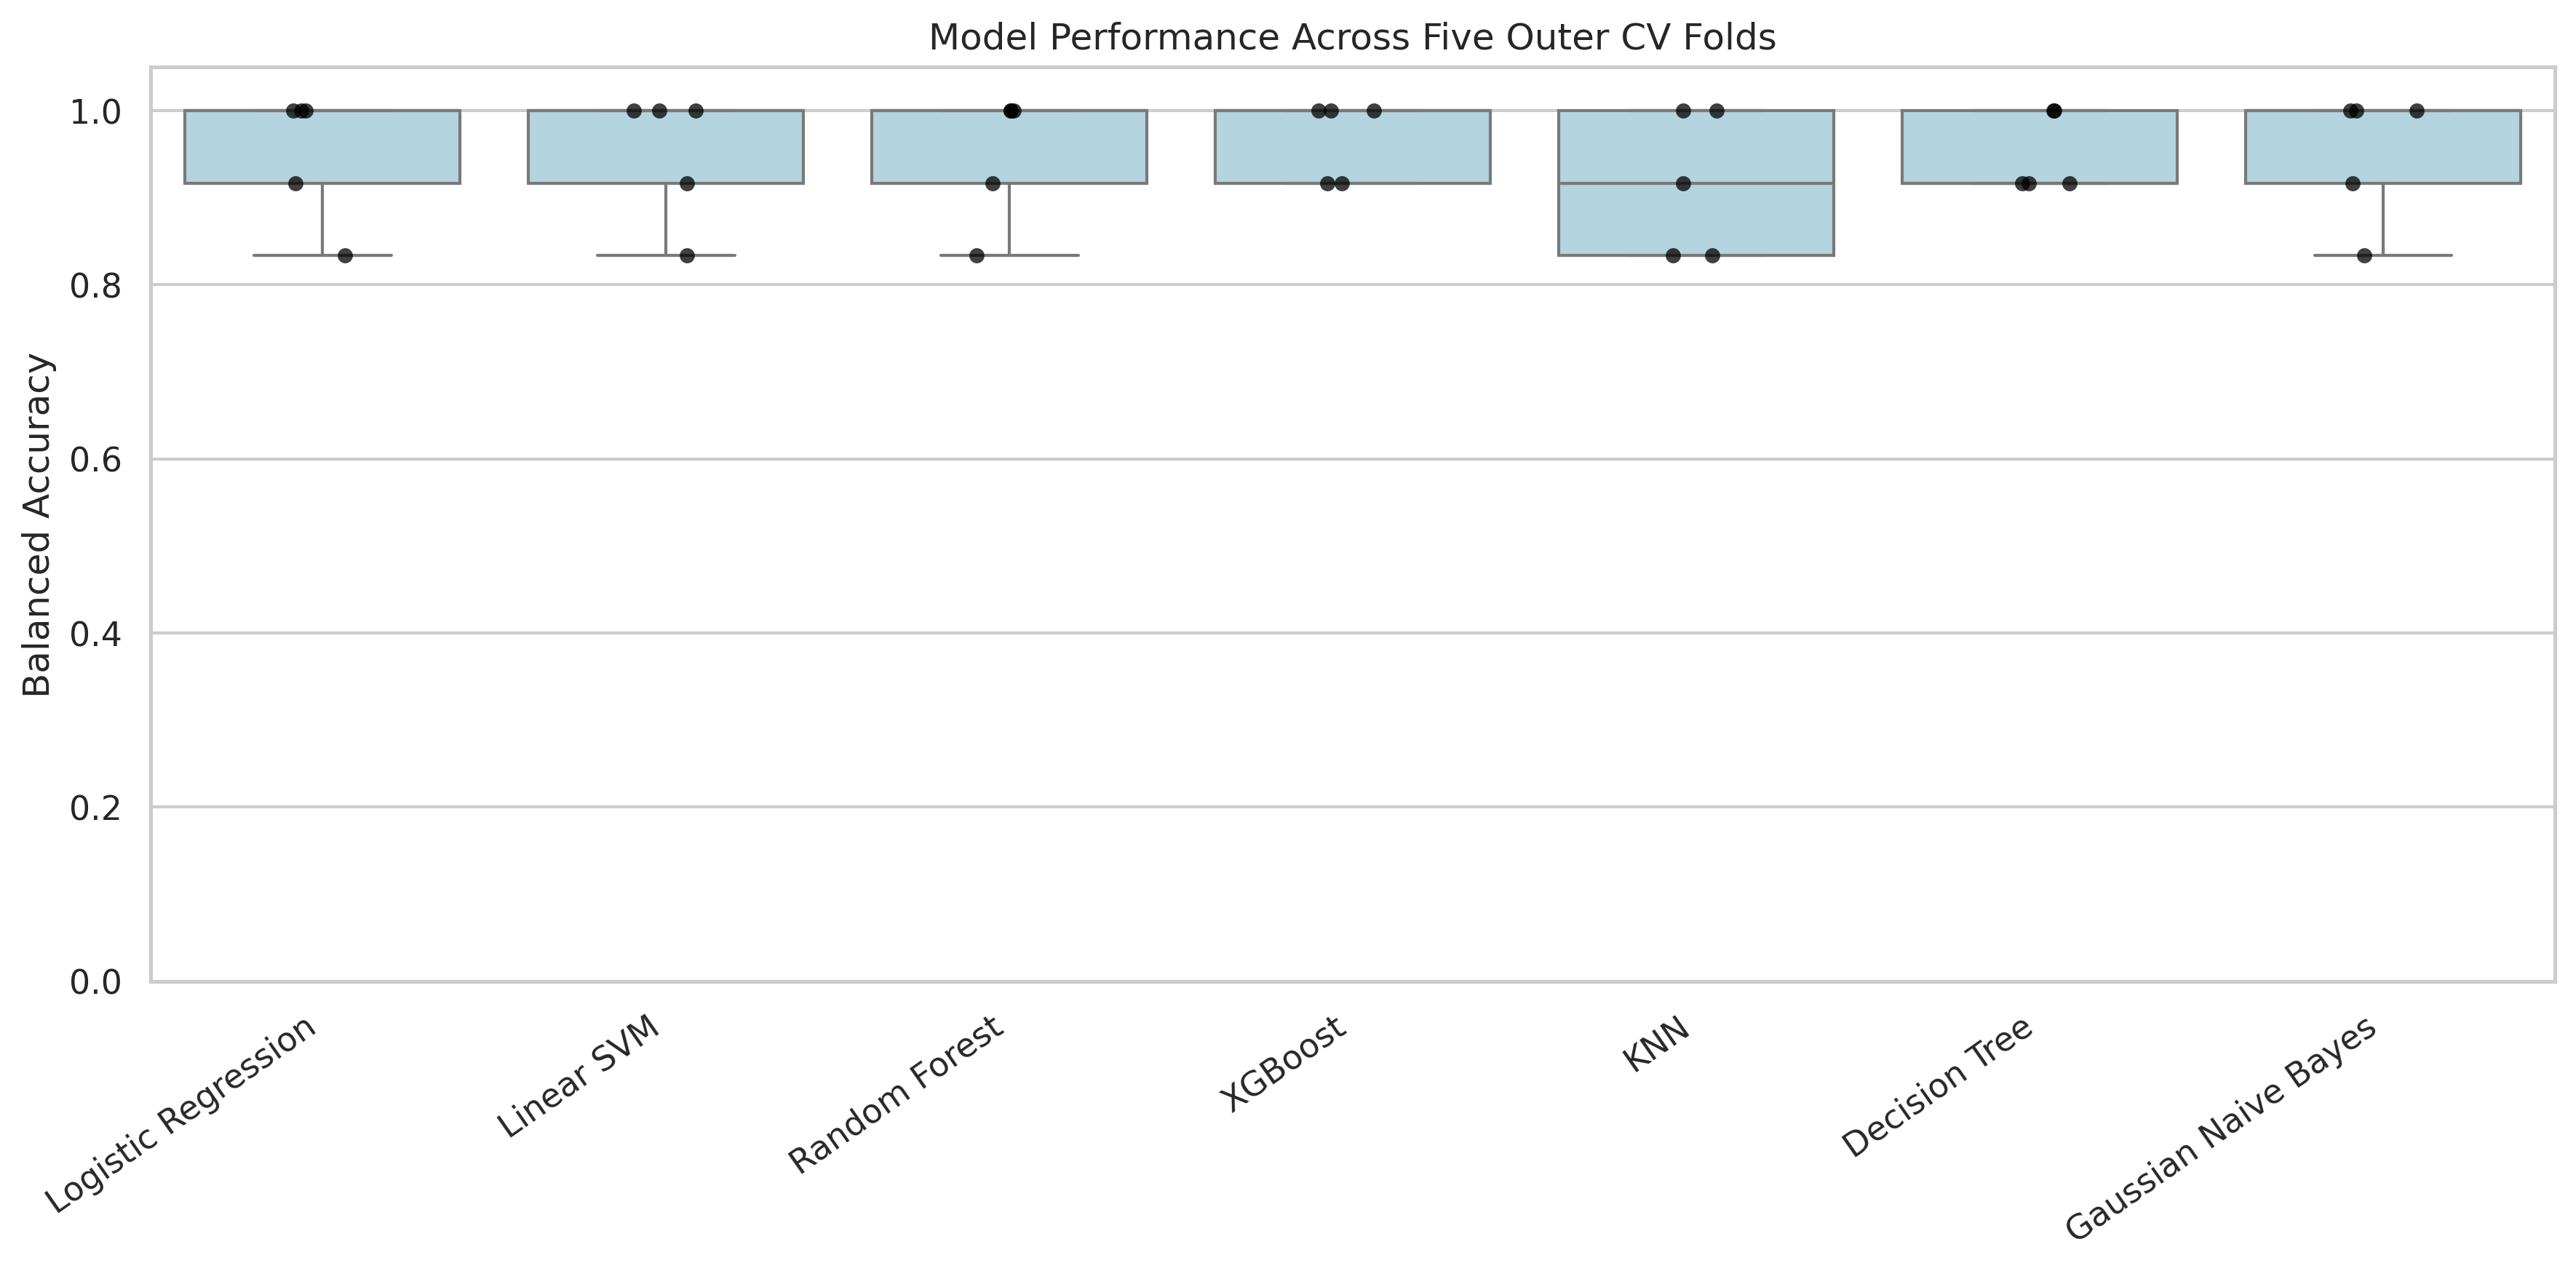 Model Performance Across Five Outer CV Folds
Balanced Accuracy
1.0
0.8
0.6
0.4
0.2
0.0
Logistic Regression
Linear SVM
Random Forest
XGBoost
KNN
Decision Tree
Gaussian Naive Bayes